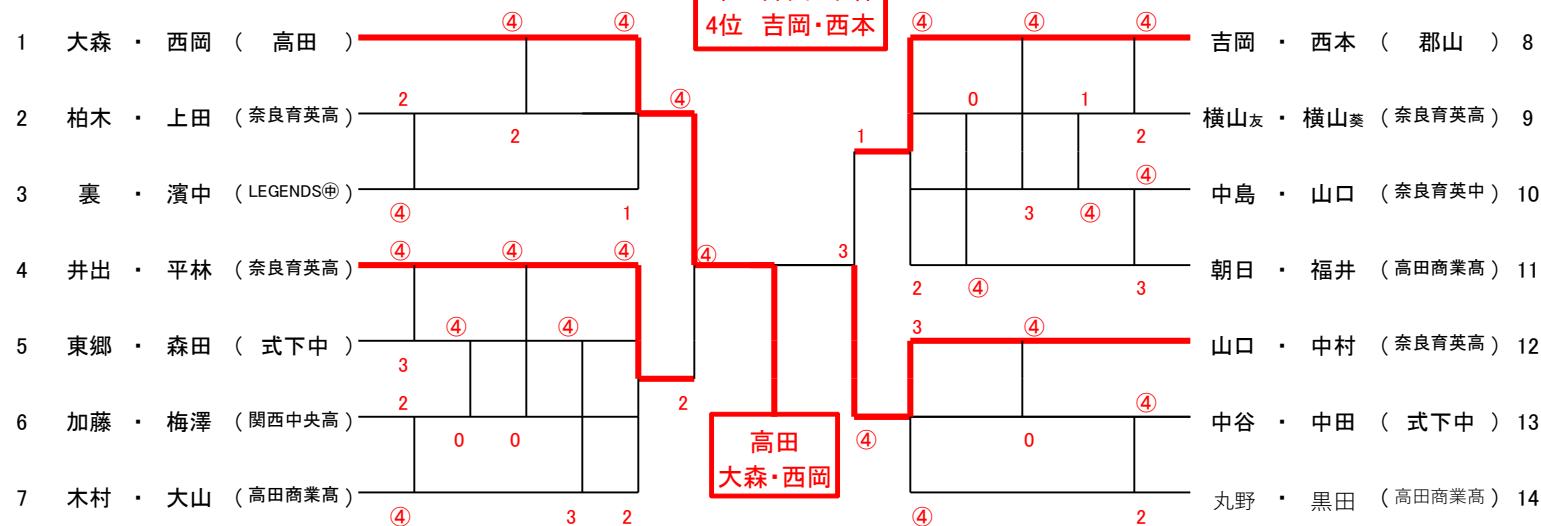 ④ ④ 4位 吉岡・西本 ④ ④ ④
1 大森 ・ 西岡 （ 高田 ） 吉岡 ・ 西本 （ 郡山 ） 8
2 ④ 0 1
2 柏木 ・ 上田 （奈良育英高） 横山友 ・ 横山葵 （奈良育英高） 9
2 1 2
④
3 裏 ・ 濱中 （LEGENDS㊥） 中島 ・ 山口 （奈良育英中） 10
④ 1 3 ④
④ ④ ④ ④ 3
4 井出 ・ 平林 （奈良育英高） 朝日 ・ 福井 （高田商業髙） 11
2 ④ 3
④ ④ 3 ④
5 東郷 ・ 森田 （ 式下中 ） 山口 ・ 中村 （奈良育英高） 12
3
2 2 ④
6 加藤 ・ 梅澤 （関西中央高） 中谷 ・ 中田 （ 式下中 ） 13
0 0 高田 ④ 0
大森・西岡
7 木村 ・ 大山 （高田商業髙） 丸野 ・ 黒田 （高田商業髙） 14
④ 3 2 ④ 2